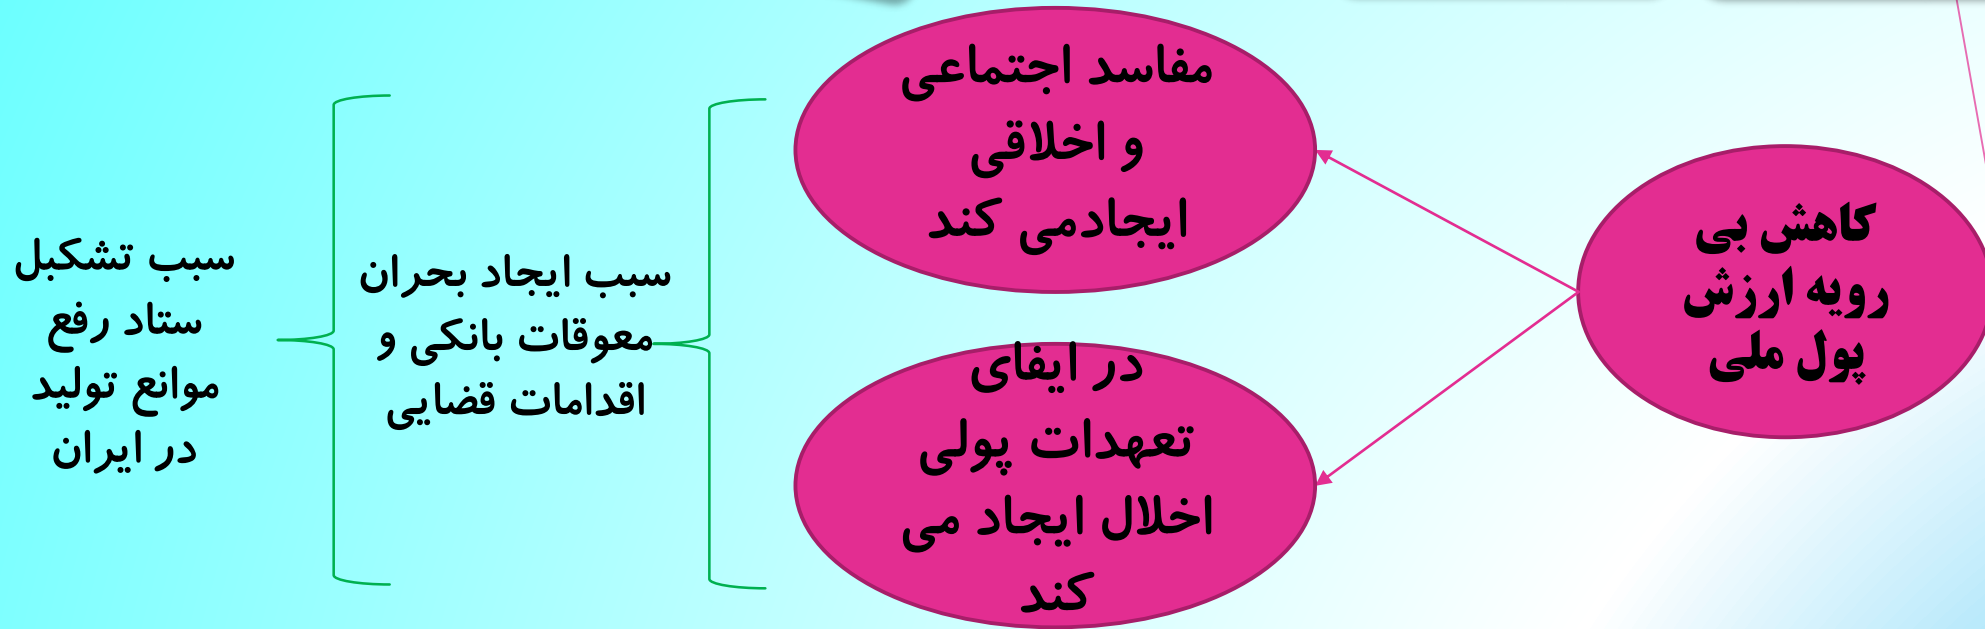 کاهش بی
رویه ارزش
پول ملی
مفاسد اجتماعی
و اخلاقی
ایجادمی کند
در ایفای
تعهدات پولی
اخلال ایجاد می
کند
سبب ایجاد بحران
معوقات بانکی و
اقدامات قضایی
سبب تشکبل
ستاد رفع
موانع تولید
در ایران